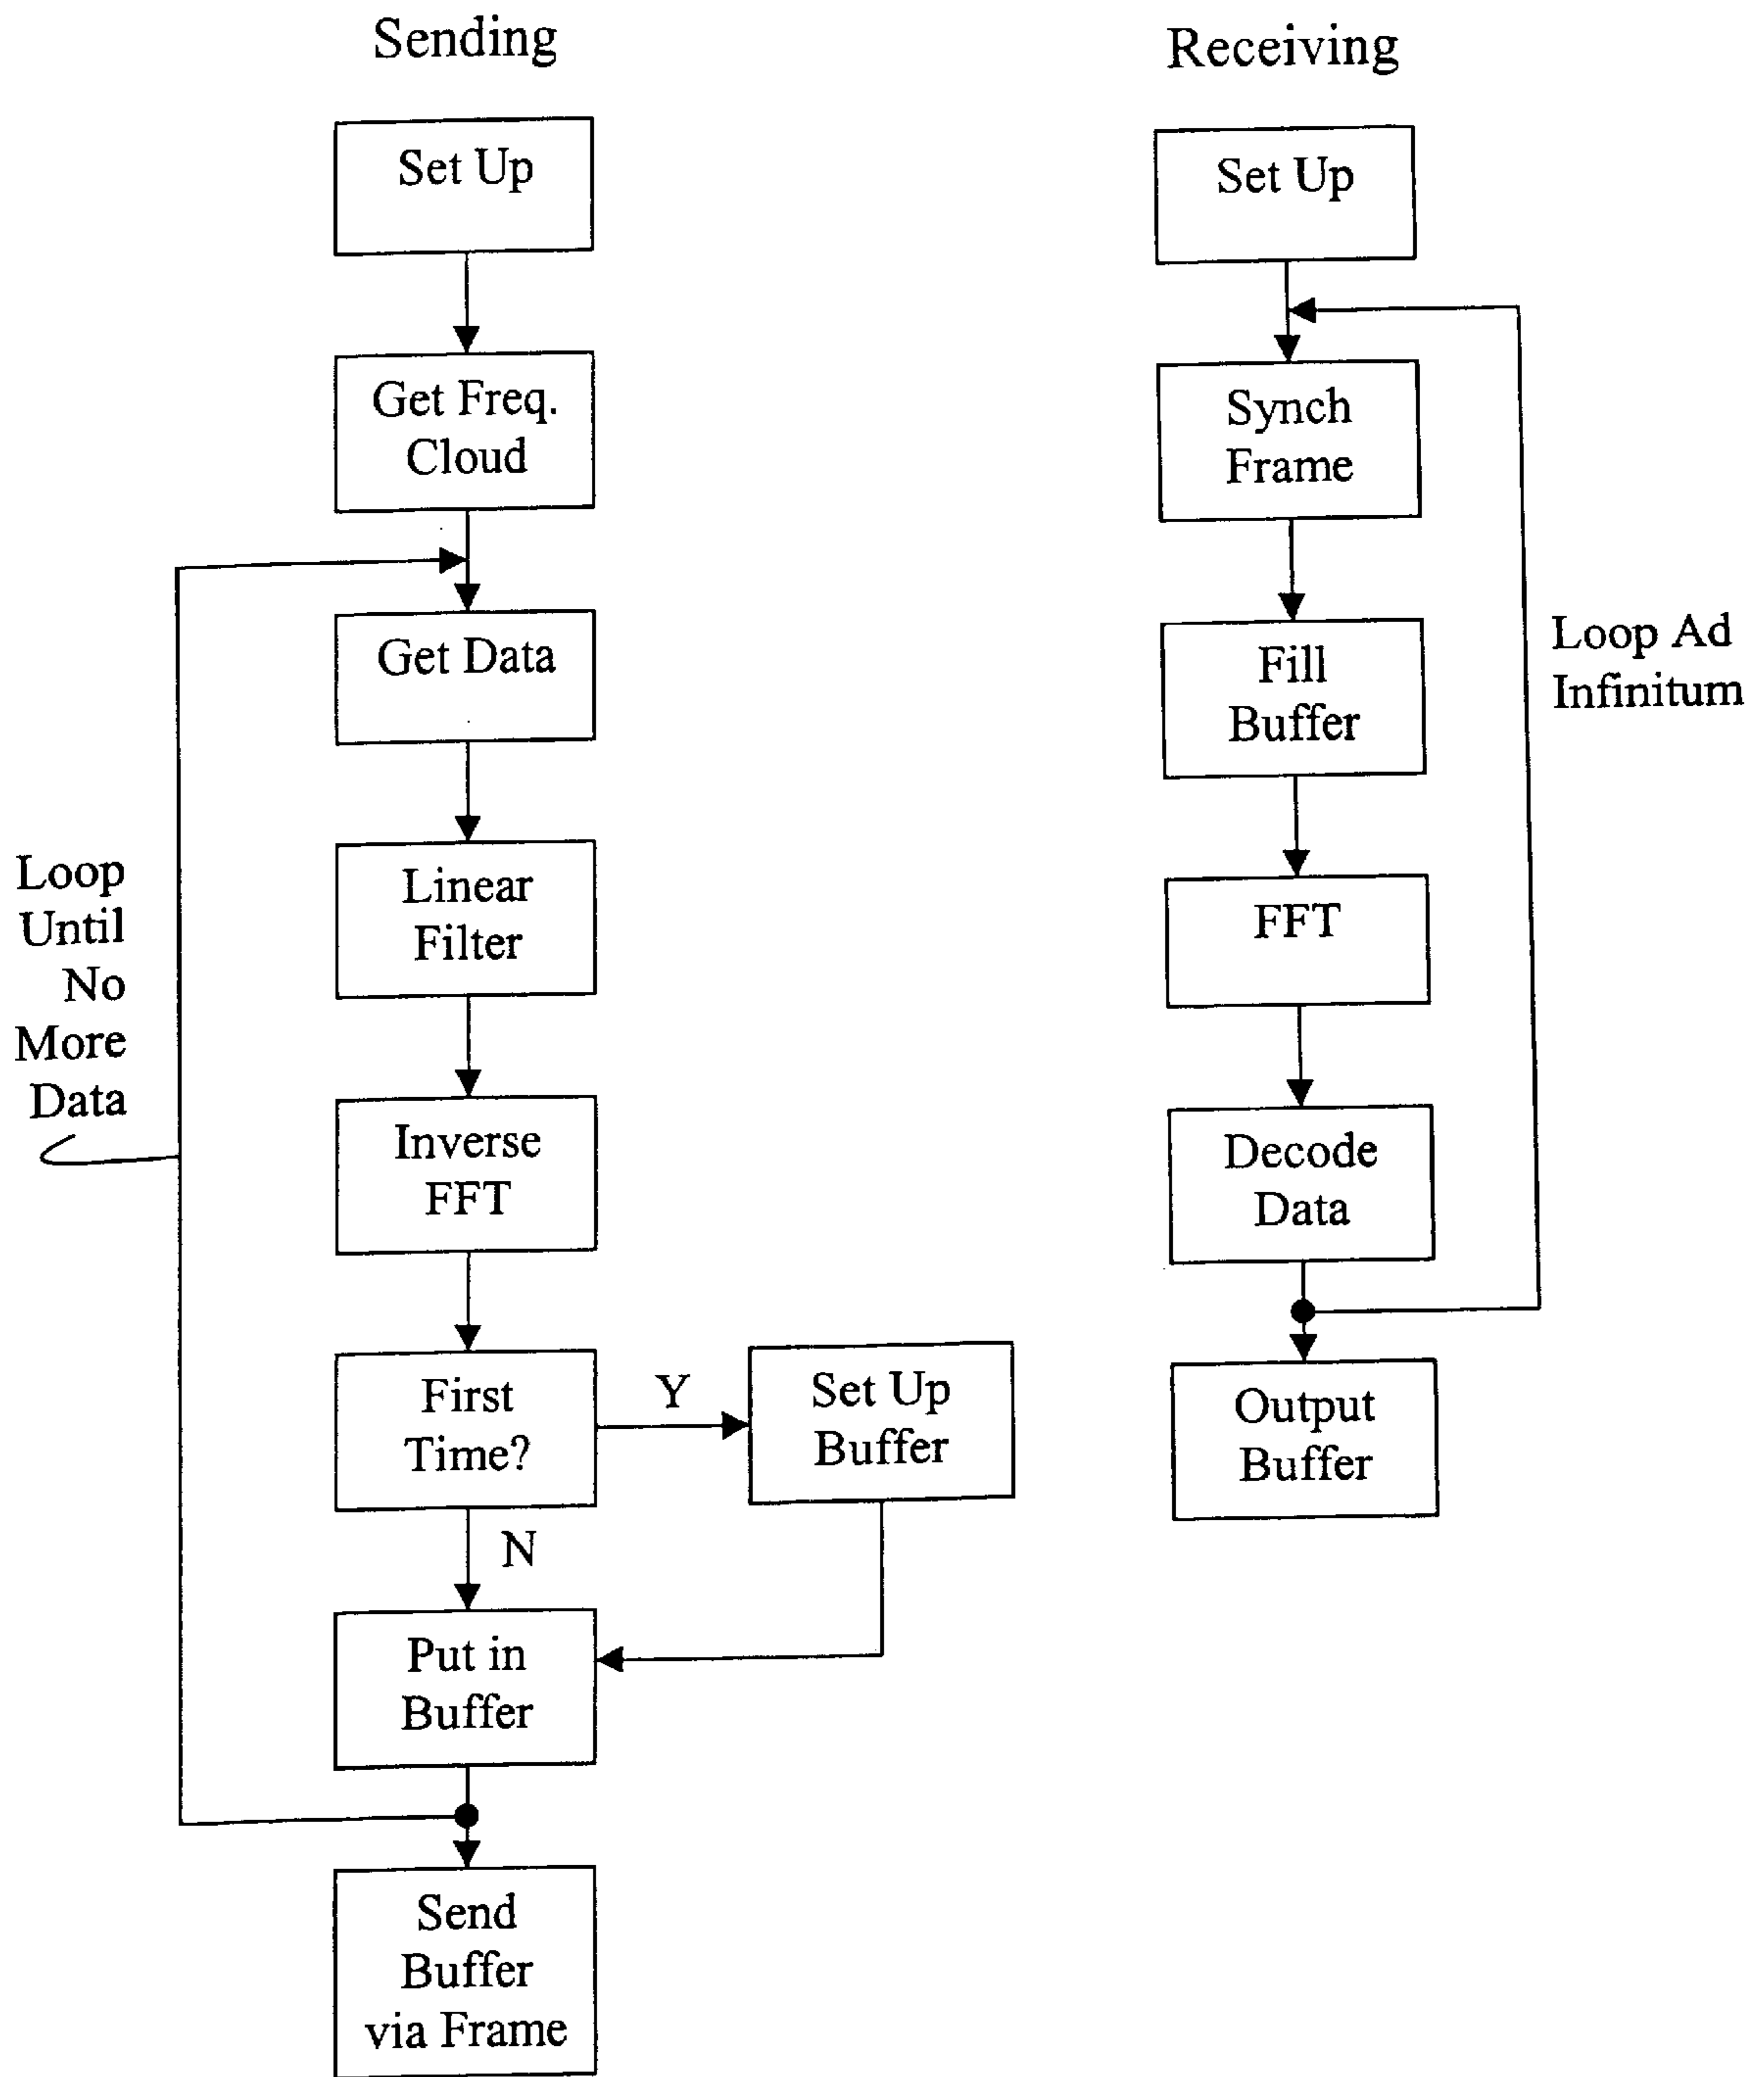 Sending
Set Up
Get Freq.
Cloud
Get Data
Linear
Filter
Inverse
FFT
First
Time?
Y
Set Up
Buffer
N
Put in
Buffer
Send
Buffer
via Frame
Loop
Until
No
More
Data
Receiving
Set Up
Synch
Frame
Fill
Buffer
FFT
Decode
Data
Output
Buffer
Loop Ad
Infinitum